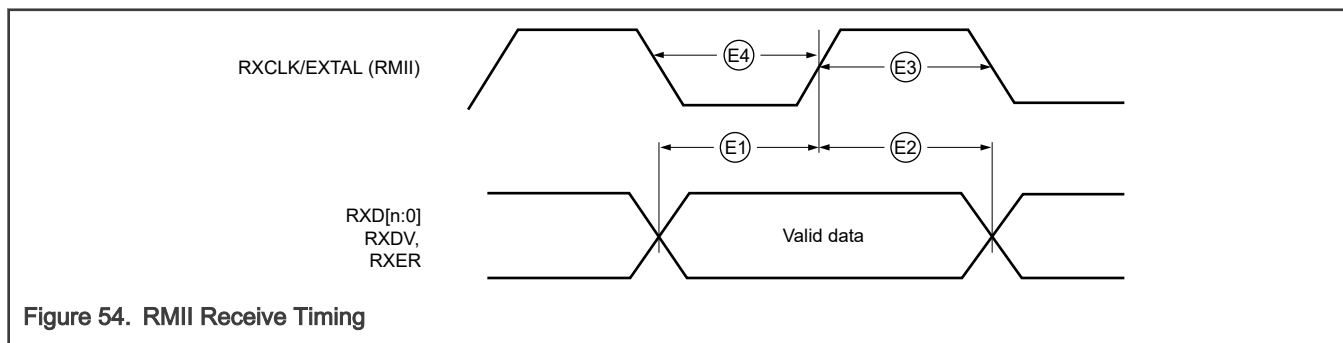 RXCLK/EXTAL (RMII)
E4
E3
E1
E2
RXD[n:0]
RXDV,
RXER
Valid data
Figure 54. RMII Receive Timing